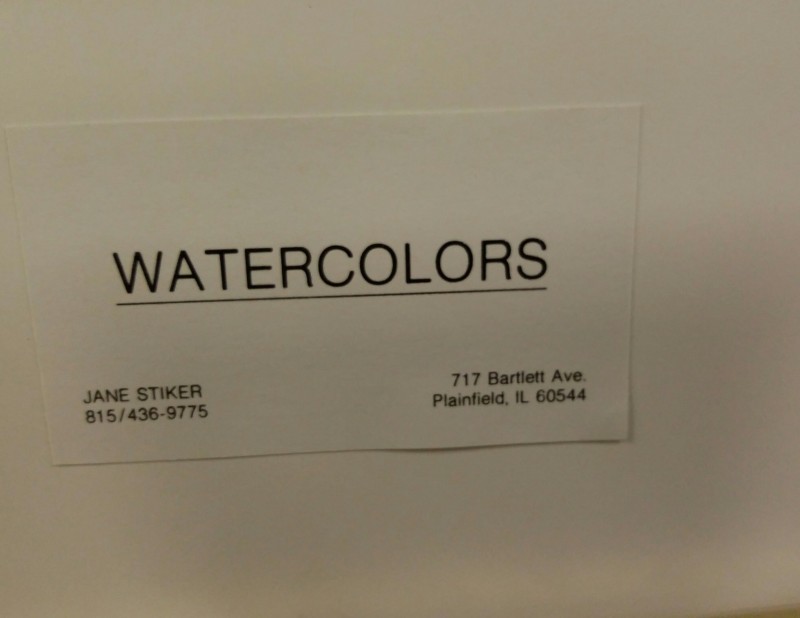 WATERCOLORS
JANE STIKER
815/436-9775
717 Bartlett Ave.
Plainfield, IL 60544